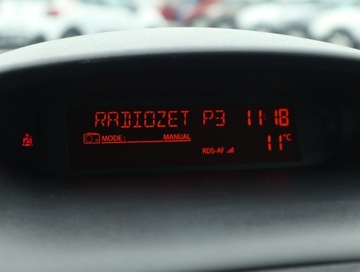 RADIOZET P3 11:18
MODE: MANUAL
RDS-AF 11°C